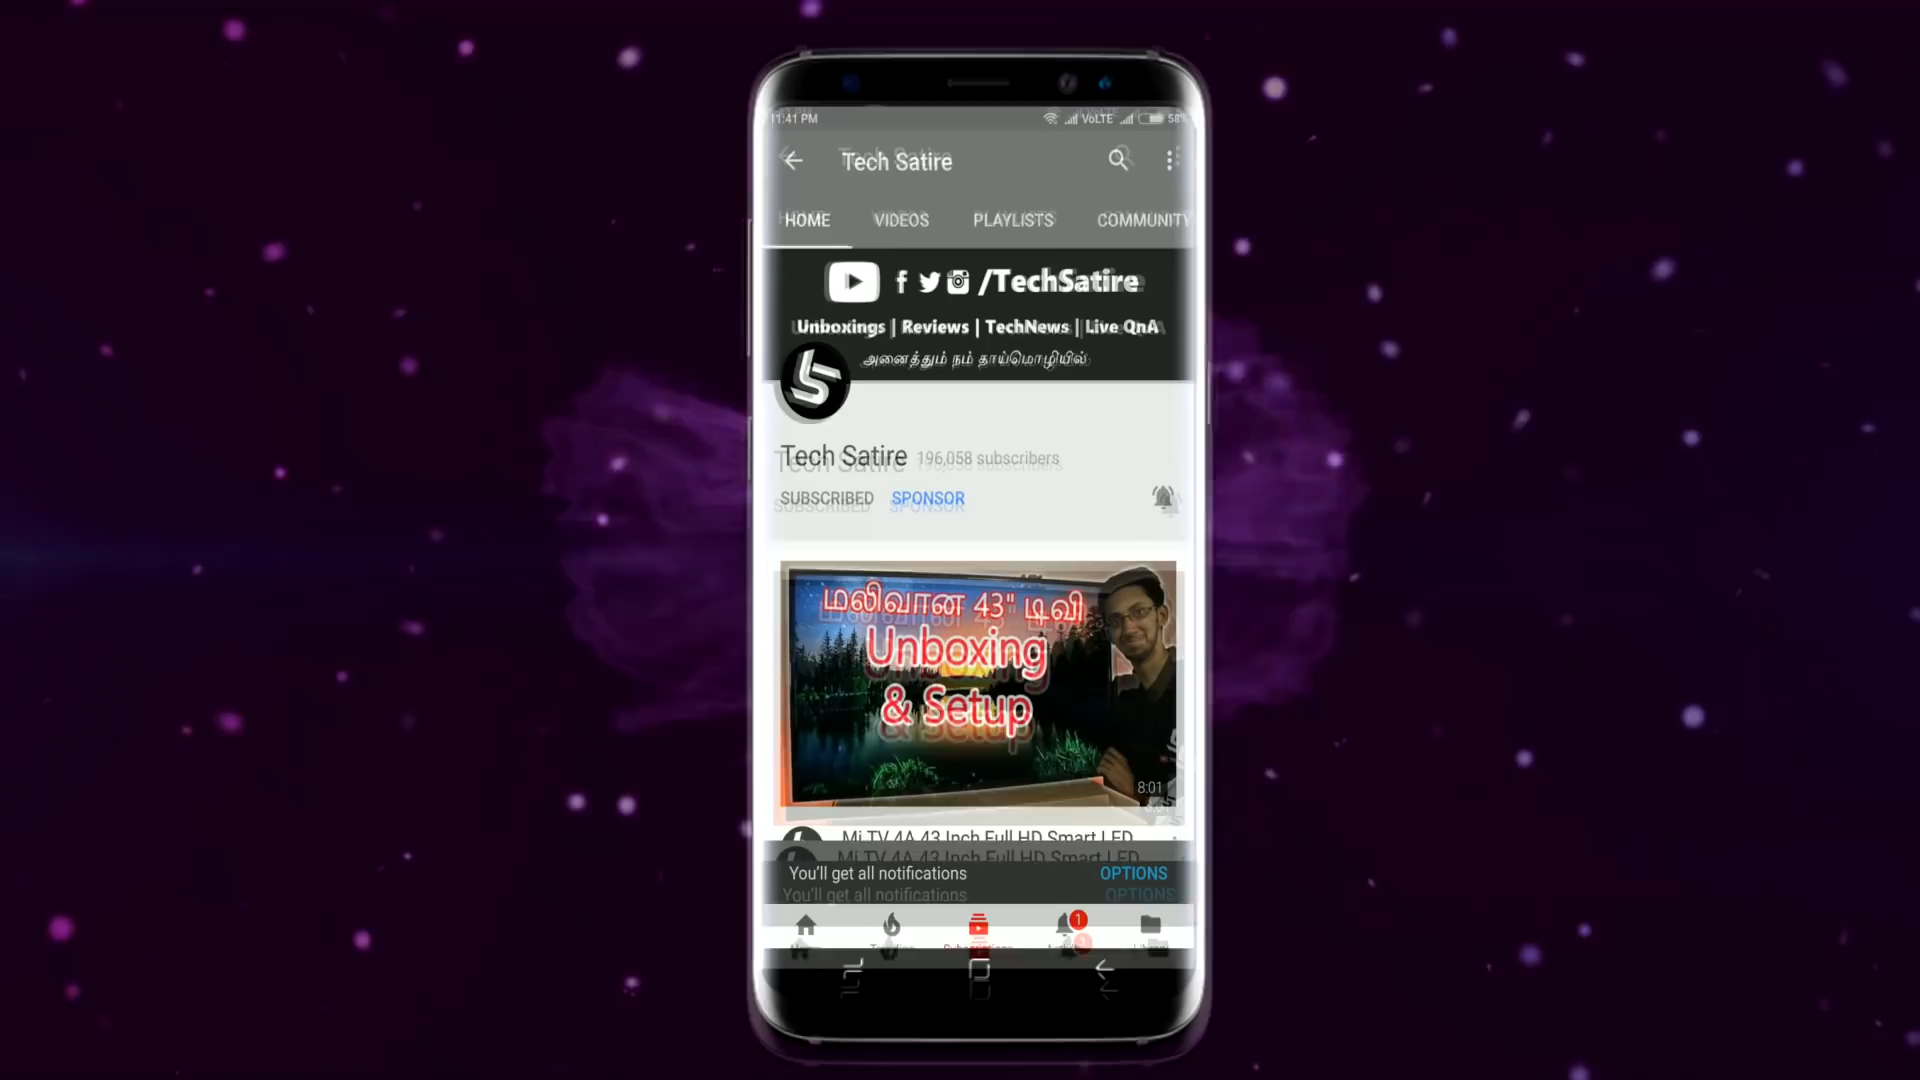 11:41 PM VoLTE 58%
Tech Satire
HOME VIDEOS PLAYLISTS COMMUNITY
f /TechSatire
Unboxings | Reviews | TechNews | Live QnA
அனைத்தும் நம் தாய்மொழியில்
Tech Satire 196,058 subscribers
SUBSCRIBED SPONSOR
மலிவான 43" டிவி
Unboxing
& Setup
8:01
Mi TV 4A 43 Inch Full HD Smart LED
You'll get all notifications OPTIONS
1